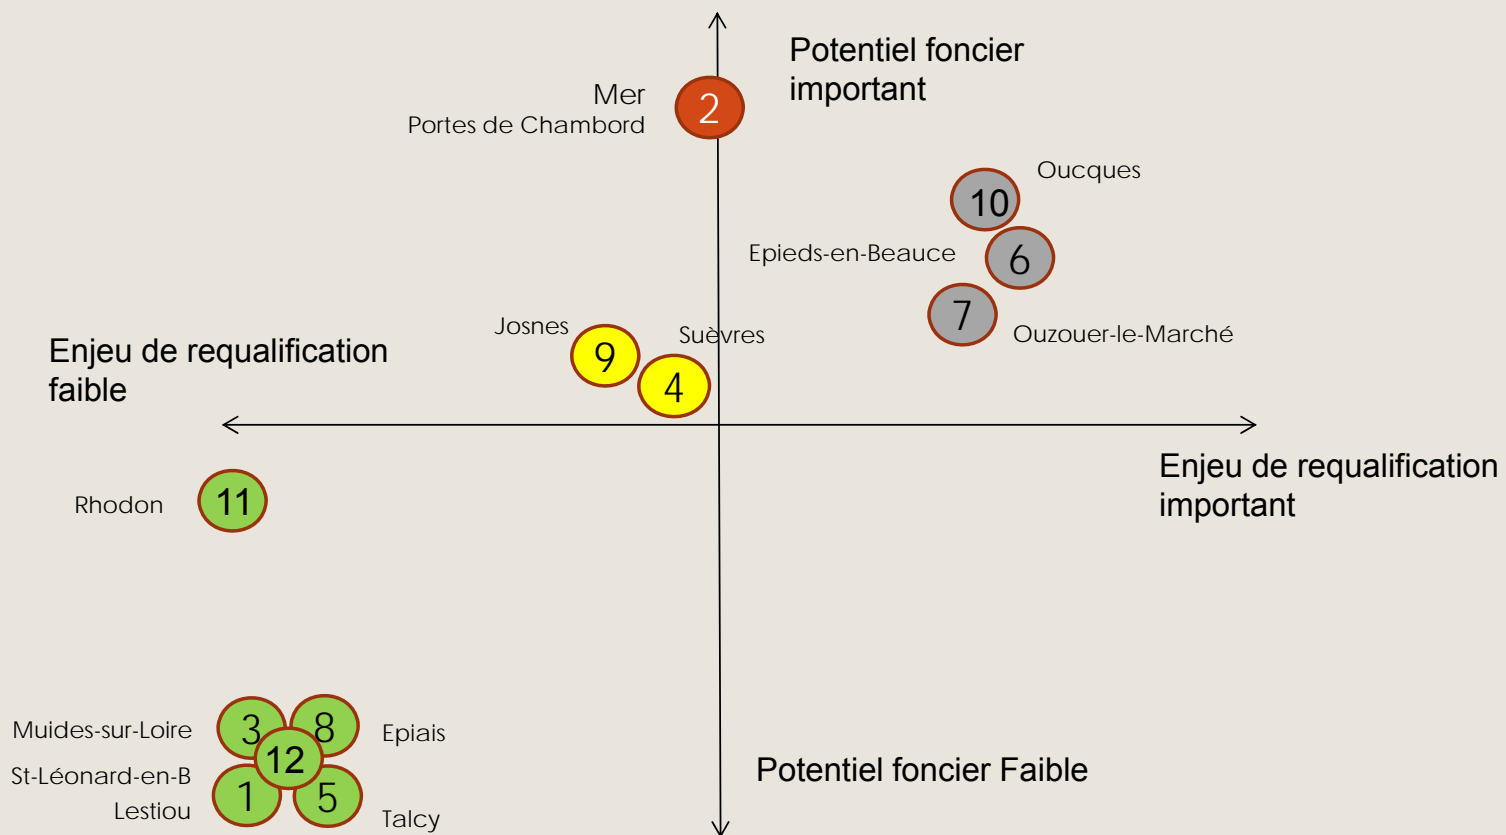 Potentiel foncier
important
Mer
Portes de Chambord
2
Oucques
10
Epieds-en-Beauce
6
7
Ouzouer-le-Marché
Josnes
9
Suèvres
4
Enjeu de requalification
faible
Enjeu de requalification
important
Rhodon
11
Muides-sur-Loire
3
8
Epiais
12
St-Léonard-en-B
Lestiou
1
5
Talcy
Potentiel foncier Faible